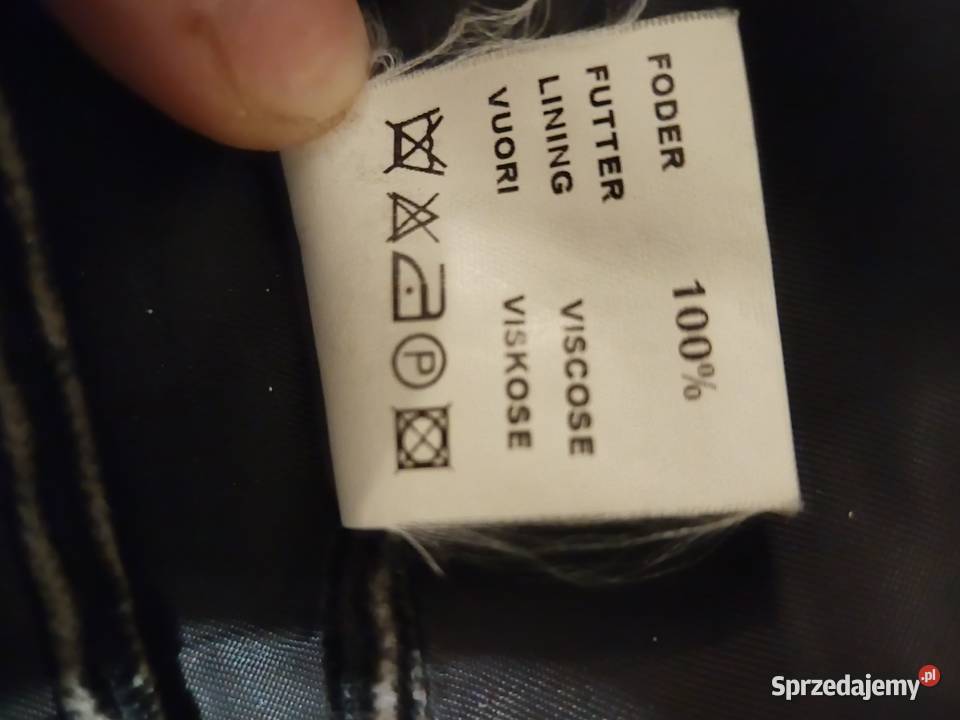 FODER
FUTTER
LINING
VUORI
100%
VISCOSE
VISKOSE
P
Sprzedajemy.pl